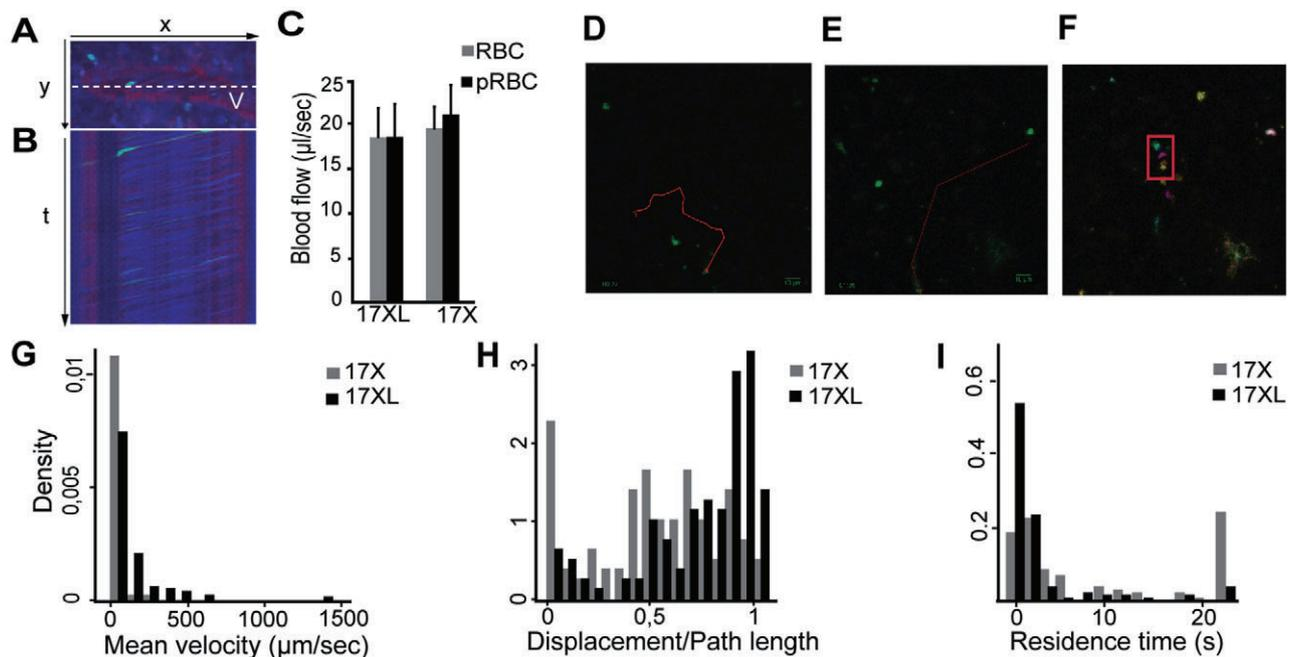 A
x
y
V
B
t
C
RBC
pRBC
Blood flow (µl/sec)
25
20
15
10
5
0
17XL
17X
D
E
F
G
17X
17XL
Density
0,01
0,005
0
0
500
1000
1500
Mean velocity (µm/sec)
H
17X
17XL
3
2
1
0
0
0,5
1
Displacement/Path length
I
17X
17XL
0.6
0.4
0.2
0
10
20
Residence time (s)